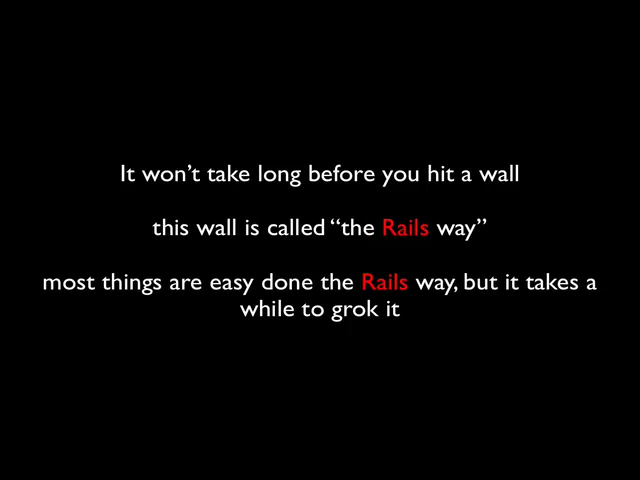 It won’t take long before you hit a wall
this wall is called “the Rails way”
most things are easy done the Rails way, but it takes a
while to grok it